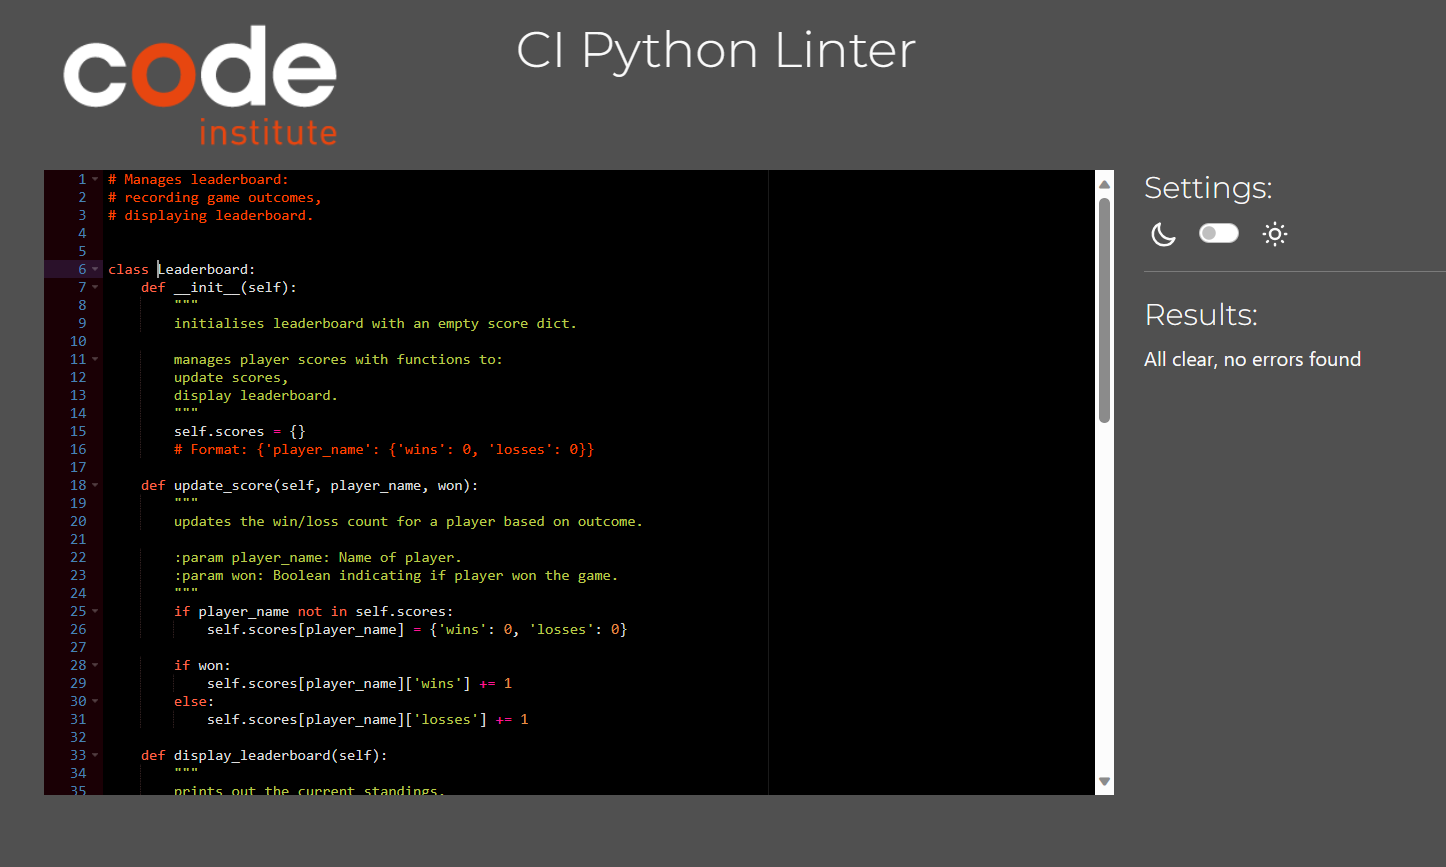 code
institute
CI Python Linter
1 # Manages leaderboard:
2 # recording game outcomes,
3 # displaying leaderboard.
4
5
6 class Leaderboard:
7     def __init__(self):
8         """
9         initialises leaderboard with an empty score dict.
10
11         manages player scores with functions to:
12         update scores,
13         display leaderboard.
14         """
15         self.scores = {}
16         # Format: {'player_name': {'wins': 0, 'losses': 0}}
17
18     def update_score(self, player_name, won):
19         """
20         updates the win/loss count for a player based on outcome.
21
22         :param player_name: Name of player.
23         :param won: Boolean indicating if player won the game.
24         """
25         if player_name not in self.scores:
26             self.scores[player_name] = {'wins': 0, 'losses': 0}
27
28         if won:
29             self.scores[player_name]['wins'] += 1
30         else:
31             self.scores[player_name]['losses'] += 1
32
33     def display_leaderboard(self):
34         """
35         prints out the current standings.
Settings:
Results:
All clear, no errors found